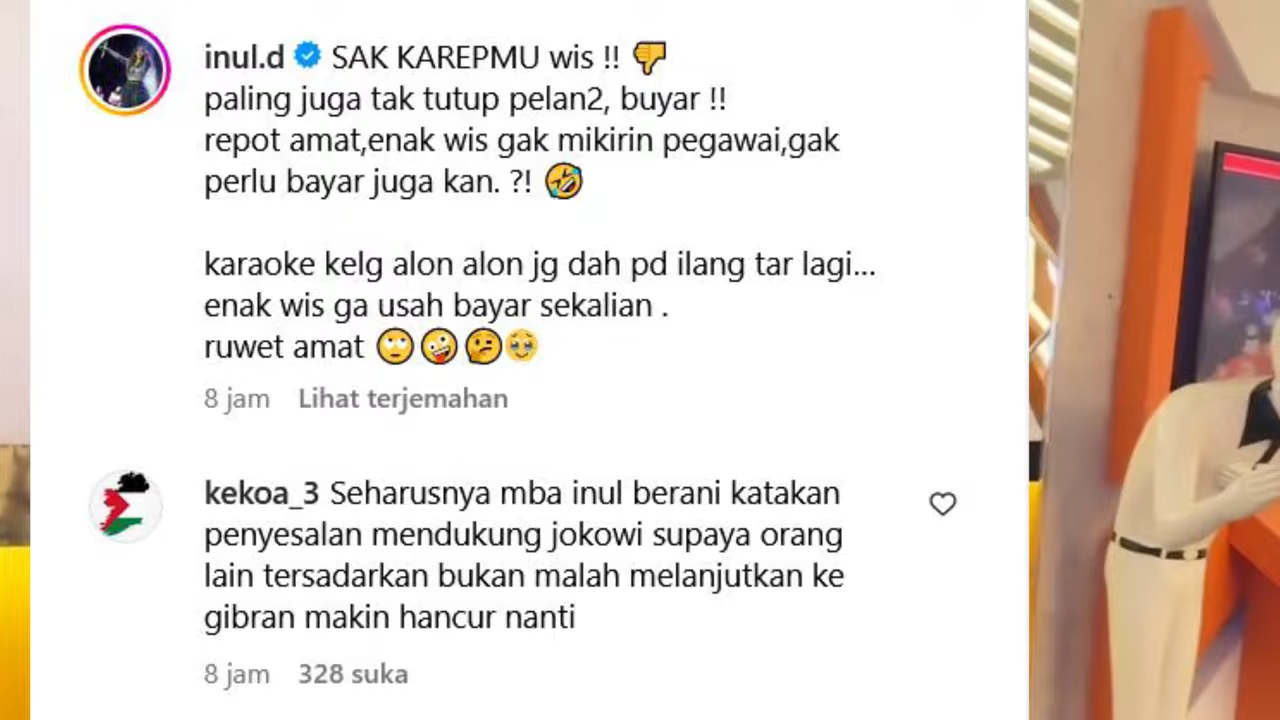 inul.d SAK KAREPMU wis !! 👎
paling juga tak tutup pelan2, buyar !!
repot amat,enak wis gak mikirin pegawai,gak
perlu bayar juga kan. ?! 🤣
karaoke kelg alon alon jg dah pd ilang tar lagi...
enak wis ga usah bayar sekalian .
ruwet amat 🙄🤪🤔🥹
8 jam Lihat terjemahan
kekoa_3 Seharusnya mba inul berani katakan
penyesalan mendukung jokowi supaya orang
lain tersadarkan bukan malah melanjutkan ke
gibran makin hancur nanti
8 jam 328 suka